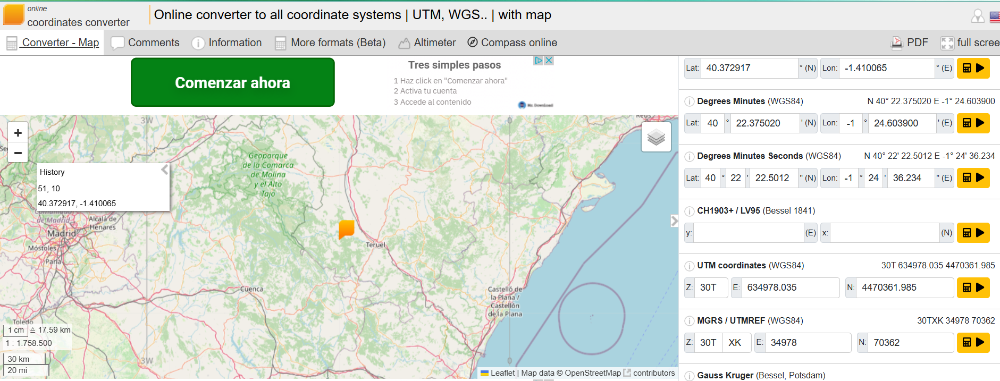 online
coordinates converter
Online converter to all coordinate systems | UTM, WGS.. | with map
Converter - Map
Comments
Information
More formats (Beta)
Altimeter
Compass online
PDF
full scree
Comenzar ahora
Tres simples pasos
1 Haz click en "Comenzar ahora"
2 Activa tu cuenta
3 Accede al contenido
Mr.Download
+
−
History
51, 10
40.372917, -1.410065
3W
0
Reus
Geoparque
de la Comarca
de Molina
y el Alto
Tajo
Comunidad
de Madrid
Alcalá de
Henares
Madrid
Móstoles
Parla
Teruel
Cuenca
Castelló de
la Plana /
Castellón
de la Plana
Toledo
1 cm ≙ 17.59 km
1 : 1.758.500
30 km
20 mi
3W
0
Leaflet | Map data © OpenStreetMap contributors
Lat: 40.372917 ° (N) Lon: -1.410065 ° (E)
Degrees Minutes (WGS84) N 40° 22.375020 E -1° 24.603900
Lat: 40 ° 22.375020 ' (N) Lon: -1 ° 24.603900 ' (E)
Degrees Minutes Seconds (WGS84) N 40° 22' 22.5012 E -1° 24' 36.234
Lat: 40 ° 22 ' 22.5012 " (N) Lon: -1 ° 24 ' 36.234 " (E)
CH1903+ / LV95 (Bessel 1841)
y: (E) x: (N)
UTM coordinates (WGS84) 30T 634978.035 4470361.985
Z: 30T E: 634978.035 N: 4470361.985
MGRS / UTMREF (WGS84) 30TXK 34978 70362
Z: 30T XK E: 34978 N: 70362
Gauss Kruger (Bessel, Potsdam)